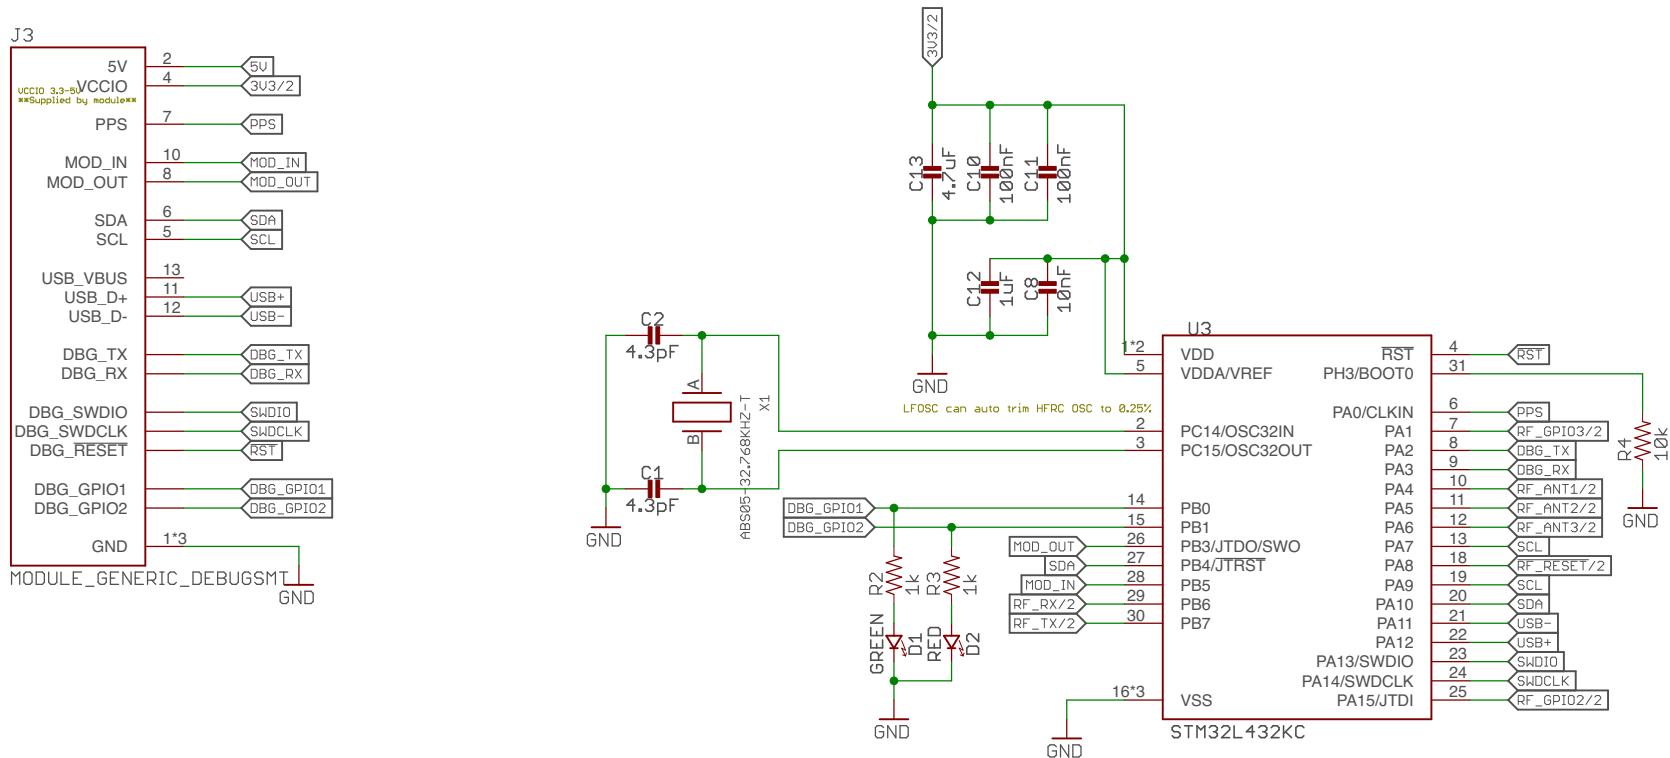 J3
5V 2 5V
VCCIO 4 3V3/2
VCCIO 3.3-5V
**Supplied by module**
PPS 7 PPS
MOD_IN 10 MOD_IN
MOD_OUT 8 MOD_OUT
SDA 6 SDA
SCL 5 SCL
USB_VBUS 13
USB_D+ 11 USB+
USB_D- 12 USB-
DBG_TX DBG_TX
DBG_RX DBG_RX
DBG_SWDIO SWDIO
DBG_SWDCLK SWDCLK
DBG_RESET RST
DBG_GPIO1 DBG_GPIO1
DBG_GPIO2 DBG_GPIO2
GND 1*3
MODULE_GENERIC_DEBUGSMT
GND
3V3/2
C13 4.7uF
C10 100nF
C11 100nF
C12 1uF
C8 10nF
GND
LFOSC can auto trim HFRC OSC to 0.25%
C2
4.3pF
A
B
X1
ABS05-32.768KHZ-T
C1
4.3pF
GND
DBG_GPIO1
DBG_GPIO2
R2 1k
R3 1k
GREEN D1
RED D2
GND
U3
1*2 VDD
5 VDDA/VREF
2 PC14/OSC32IN
3 PC15/OSC32OUT
14 PB0
15 PB1
MOD_OUT 26 PB3/JTDO/SWO
SDA 27 PB4/JTRST
MOD_IN 28 PB5
RF_RX/2 29 PB6
RF_TX/2 30 PB7
16*3 VSS
GND
RST 4 RST
PH3/BOOT0 31
PA0/CLKIN 6 PPS
PA1 7 RF_GPIO3/2
PA2 8 DBG_TX
PA3 9 DBG_RX
PA4 10 RF_ANT1/2
PA5 11 RF_ANT2/2
PA6 12 RF_ANT3/2
PA7 13 SCL
PA8 18 RF_RESET/2
PA9 19 SCL
PA10 20 SDA
PA11 21 USB-
PA12 22 USB+
PA13/SWDIO 23 SWDIO
PA14/SWDCLK 24 SWDCLK
PA15/JTDI 25 RF_GPIO2/2
STM32L432KC
R4 10k
GND